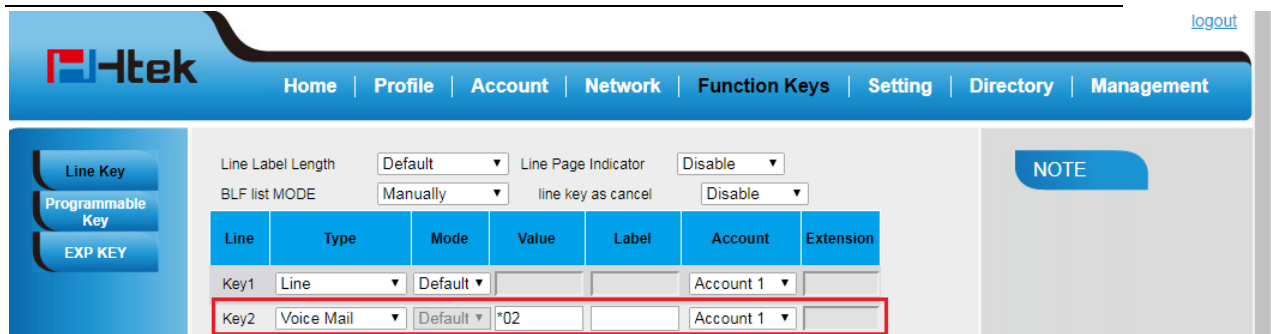 logout
Htek
Home | Profile | Account | Network | Function Keys | Setting | Directory | Management
Line Key
Programmable Key
EXP KEY
Line Label Length Default Line Page Indicator Disable
BLF list MODE Manually line key as cancel Disable
Line Type Mode Value Label Account Extension
Key1 Line Default Account 1
Key2 Voice Mail Default *02 Account 1
NOTE